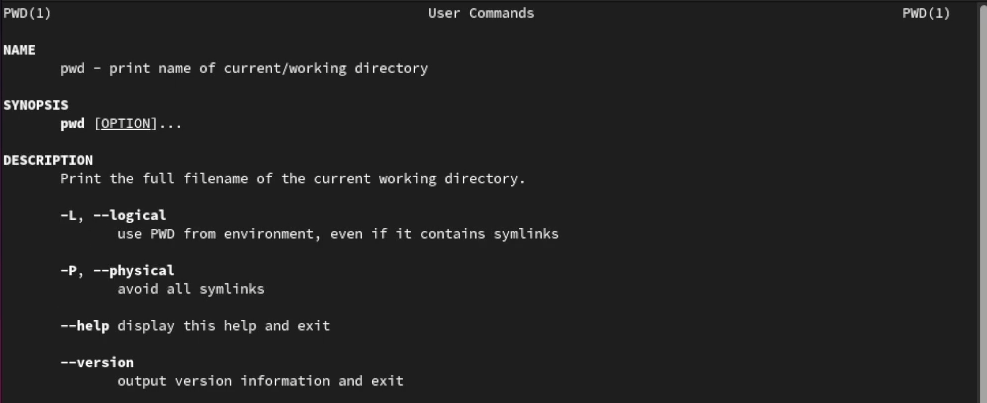 PWD(1) User Commands PWD(1)
NAME
pwd - print name of current/working directory
SYNOPSIS
pwd [OPTION]...
DESCRIPTION
Print the full filename of the current working directory.
-L, --logical
use PWD from environment, even if it contains symlinks
-P, --physical
avoid all symlinks
--help display this help and exit
--version
output version information and exit